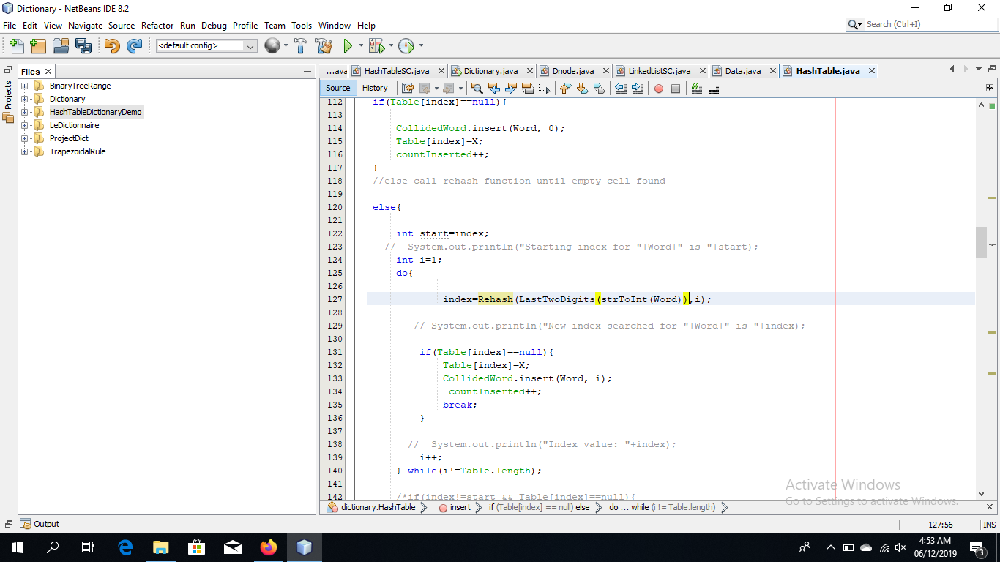 Dictionary - NetBeans IDE 8.2
File Edit View Navigate Source Refactor Run Debug Profile Team Tools Window Help
Search (Ctrl+I)
<default config>
Files
...ava HashTableSC.java Dictionary.java Dnode.java LinkedListSC.java Data.java HashTable.java
Source History
Projects
BinaryTreeRange
Dictionary
HashTableDictionaryDemo
LeDictionnaire
ProjectDict
TrapezoidalRule
112 if(Table[index]==null){
113
114 CollidedWord.insert(Word, 0);
115 Table[index]=X;
116 countInserted++;
117 }
118 //else call rehash function until empty cell found
119
120 else{
121
122 int start=index;
123 // System.out.println("Starting index for "+Word+" is "+start);
124 int i=1;
125 do{
126
127 index=Rehash(LastTwoDigits(strToInt(Word)),i);
128
129 // System.out.println("New index searched for "+Word+" is "+index);
130
131 if(Table[index]==null){
132 Table[index]=X;
133 CollidedWord.insert(Word, i);
134 countInserted++;
135 break;
136 }
137
138 // System.out.println("Index value: "+index);
139 i++;
140 } while(i!=Table.length);
141
142 /*if(index!=start && Table[index]==null){
Activate Windows
Go to Settings to activate Windows.
dictionary.HashTable insert if (Table[index] == null) else do ... while (i != Table.length)
Output
127:56 INS
4:53 AM
06/12/2019
3